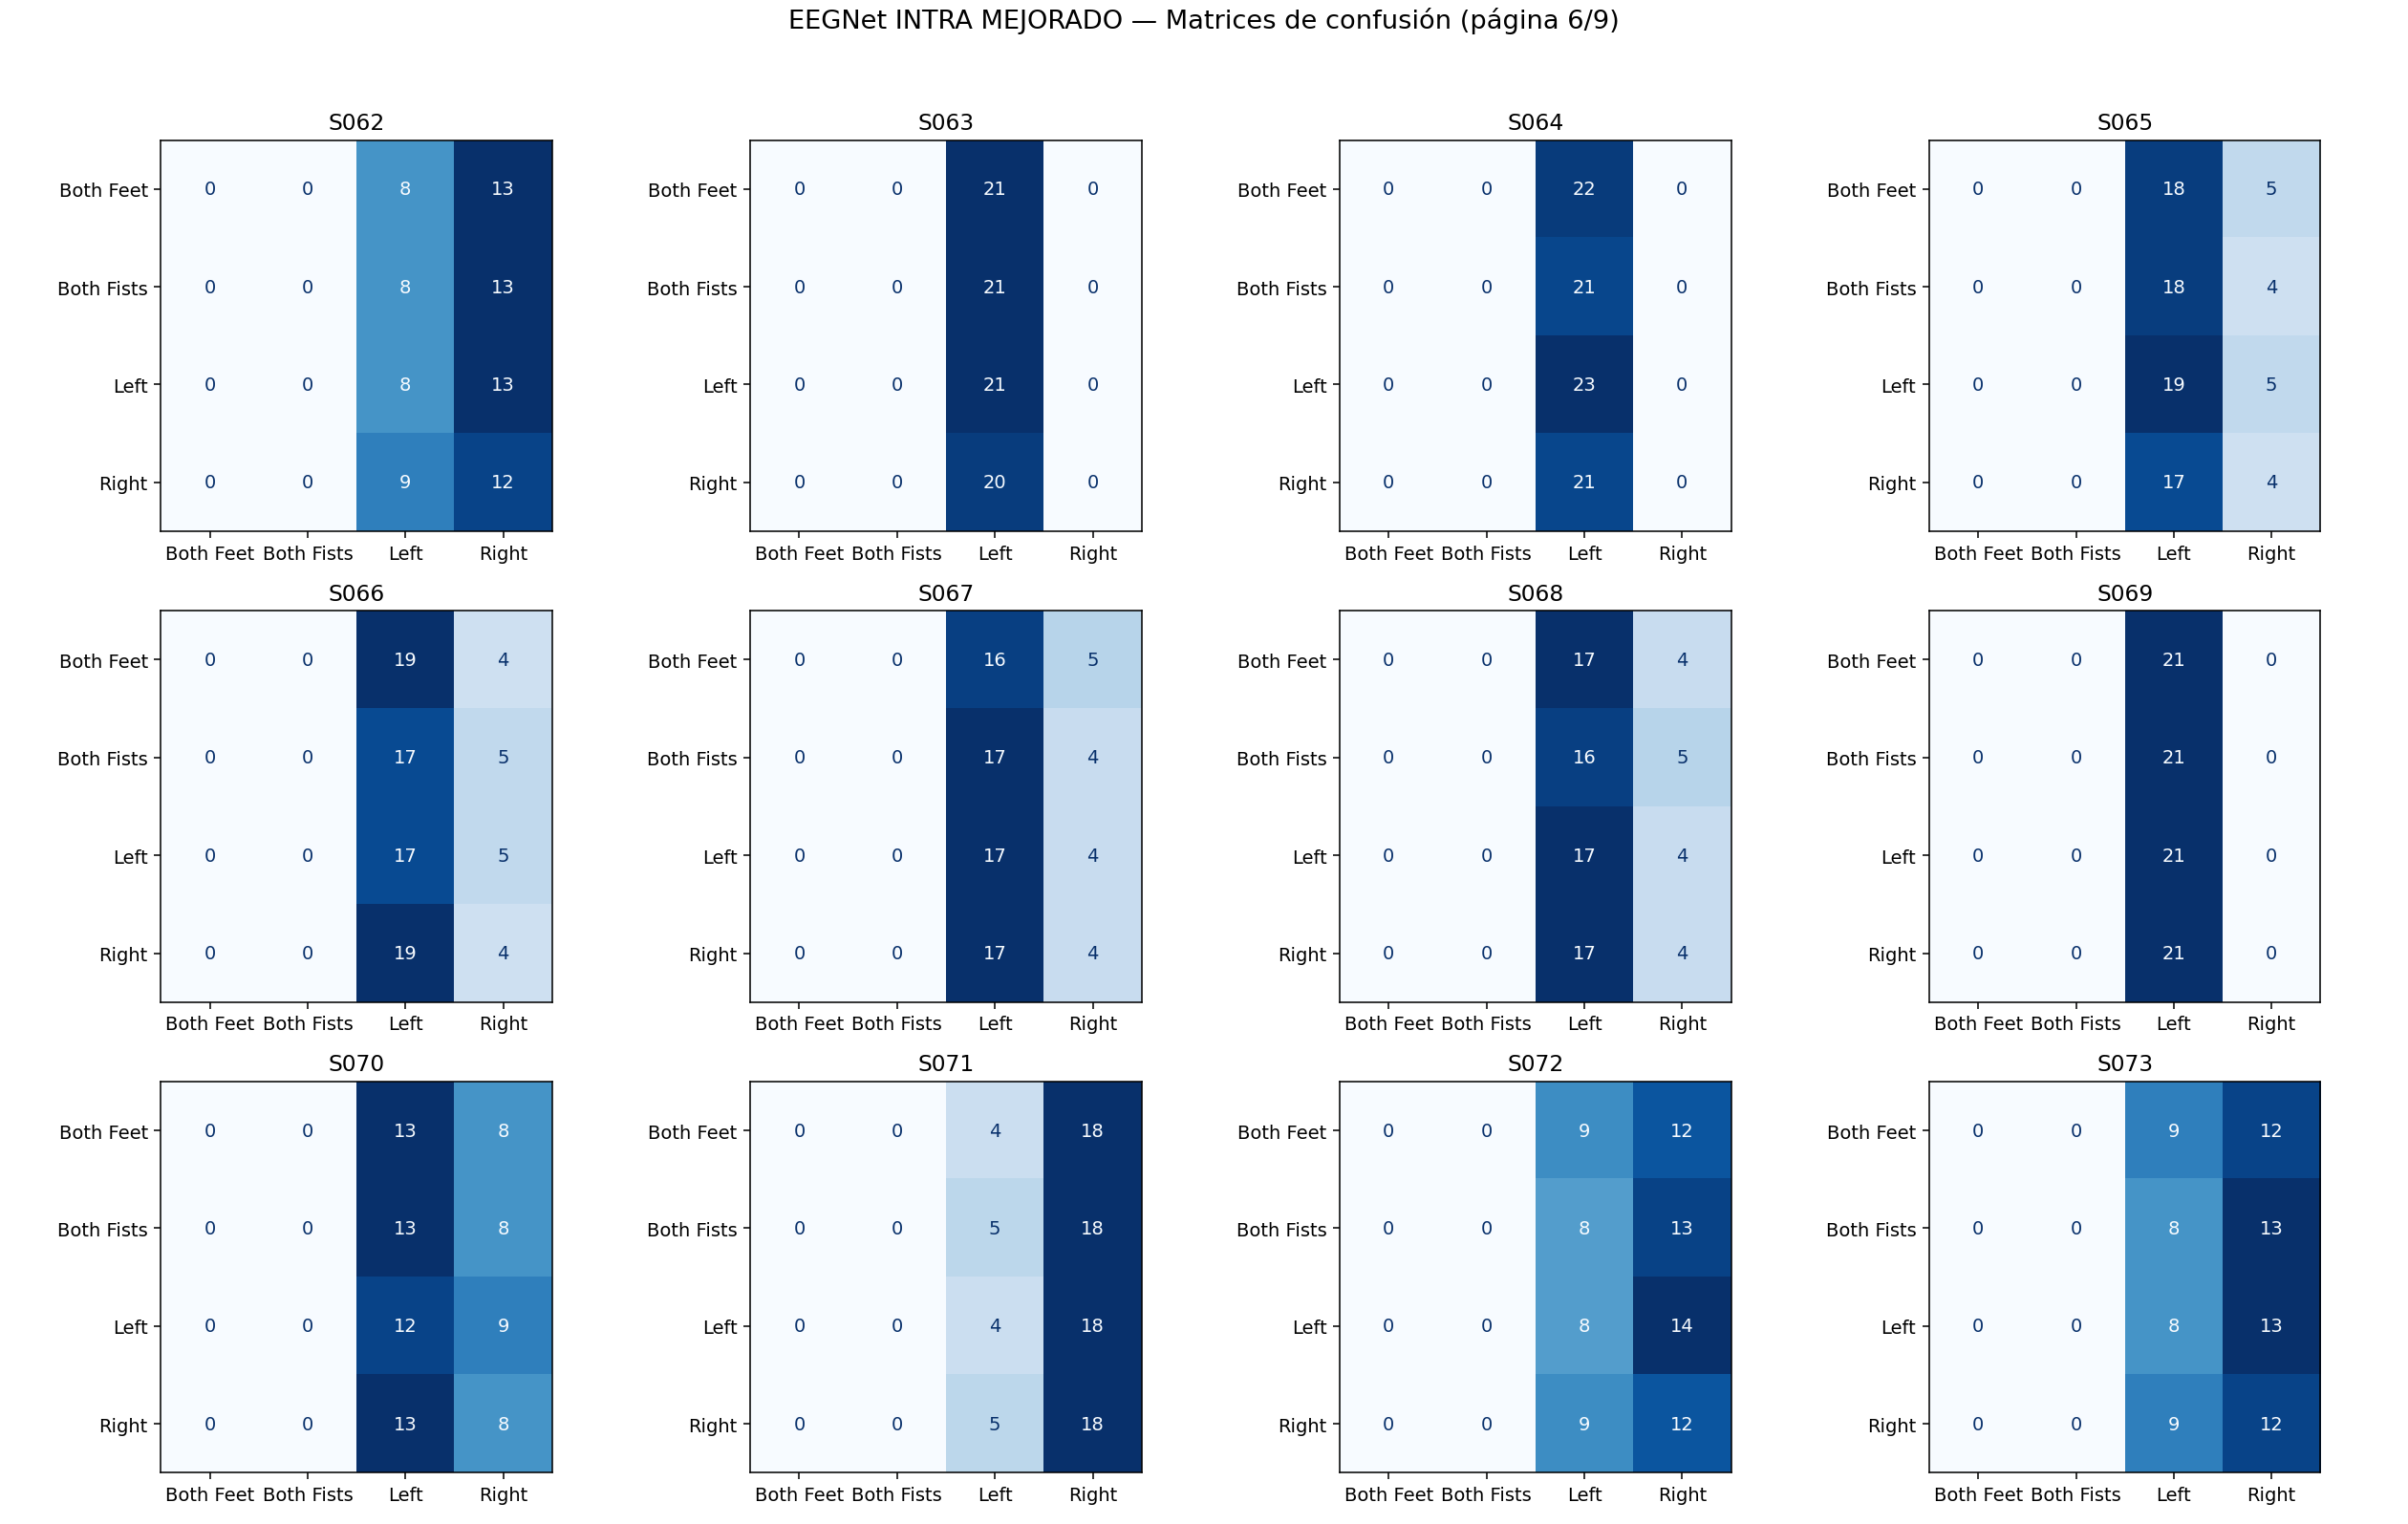 EEGNet INTRA MEJORADO — Matrices de confusión (página 6/9)
S062
Both Feet 0 0 8 13
Both Fists 0 0 8 13
Left 0 0 8 13
Right 0 0 9 12
Both Feet Both Fists Left Right
S063
Both Feet 0 0 21 0
Both Fists 0 0 21 0
Left 0 0 21 0
Right 0 0 20 0
Both Feet Both Fists Left Right
S064
Both Feet 0 0 22 0
Both Fists 0 0 21 0
Left 0 0 23 0
Right 0 0 21 0
Both Feet Both Fists Left Right
S065
Both Feet 0 0 18 5
Both Fists 0 0 18 4
Left 0 0 19 5
Right 0 0 17 4
Both Feet Both Fists Left Right
S066
Both Feet 0 0 19 4
Both Fists 0 0 17 5
Left 0 0 17 5
Right 0 0 19 4
Both Feet Both Fists Left Right
S067
Both Feet 0 0 16 5
Both Fists 0 0 17 4
Left 0 0 17 4
Right 0 0 17 4
Both Feet Both Fists Left Right
S068
Both Feet 0 0 17 4
Both Fists 0 0 16 5
Left 0 0 17 4
Right 0 0 17 4
Both Feet Both Fists Left Right
S069
Both Feet 0 0 21 0
Both Fists 0 0 21 0
Left 0 0 21 0
Right 0 0 21 0
Both Feet Both Fists Left Right
S070
Both Feet 0 0 13 8
Both Fists 0 0 13 8
Left 0 0 12 9
Right 0 0 13 8
Both Feet Both Fists Left Right
S071
Both Feet 0 0 4 18
Both Fists 0 0 5 18
Left 0 0 4 18
Right 0 0 5 18
Both Feet Both Fists Left Right
S072
Both Feet 0 0 9 12
Both Fists 0 0 8 13
Left 0 0 8 14
Right 0 0 9 12
Both Feet Both Fists Left Right
S073
Both Feet 0 0 9 12
Both Fists 0 0 8 13
Left 0 0 8 13
Right 0 0 9 12
Both Feet Both Fists Left Right